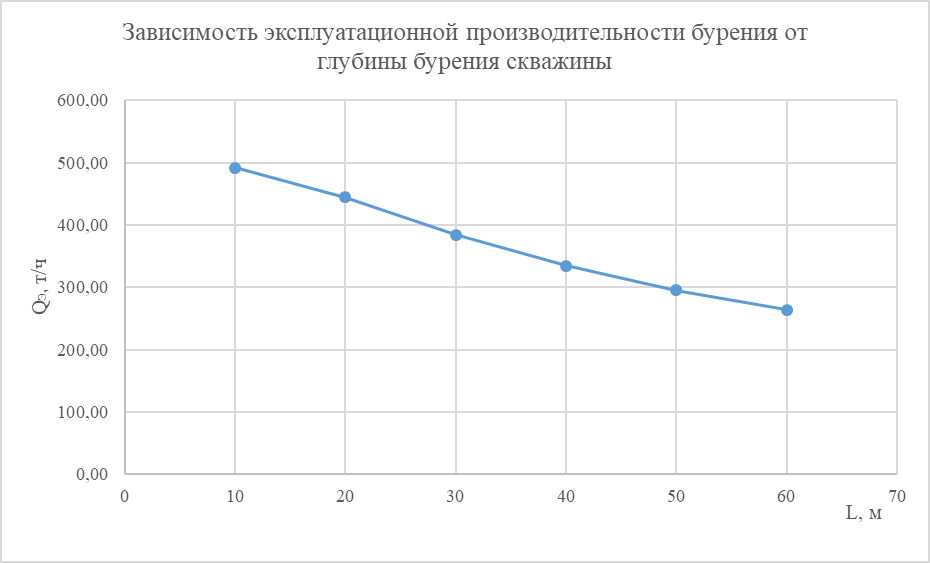 Зависимость эксплуатационной производительности бурения от
глубины бурения скважины
600,00
500,00
400,00
300,00
200,00
100,00
0,00
Qэ, т/ч
0 10 20 30 40 50 60 70
L, м